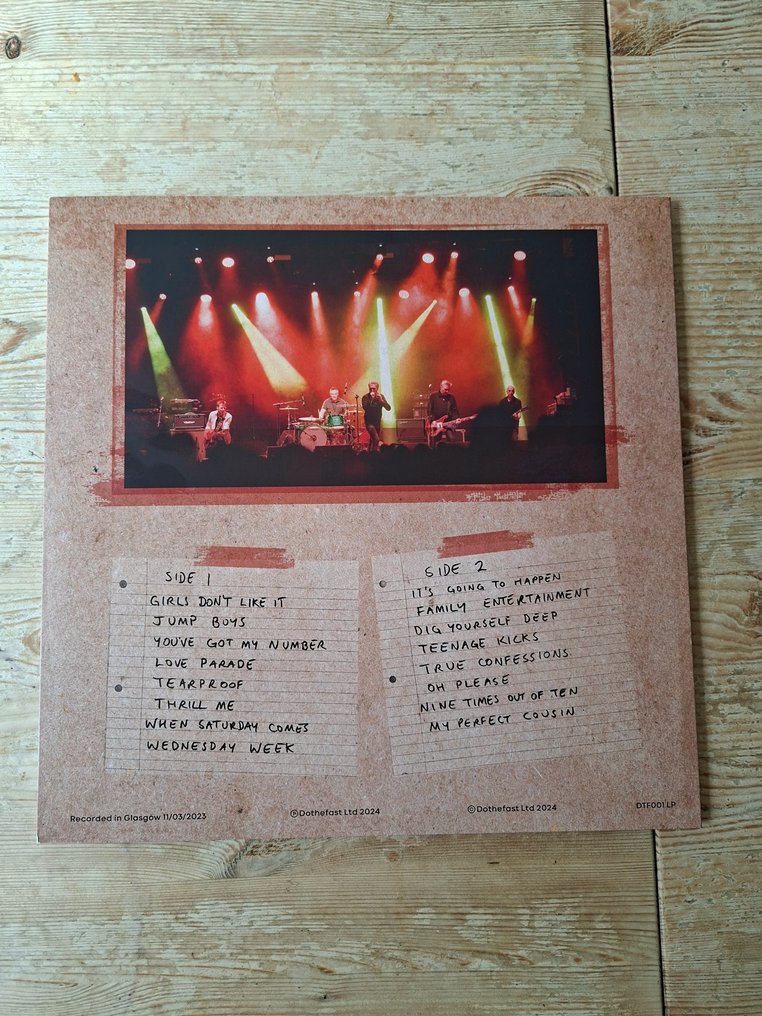 SIDE 1
GIRLS DON'T LIKE IT
JUMP BOYS
YOU'VE GOT MY NUMBER
LOVE PARADE
TEARPROOF
THRILL ME
WHEN SATURDAY COMES
WEDNESDAY WEEK
SIDE 2
IT'S GOING TO HAPPEN
FAMILY ENTERTAINMENT
DIG YOURSELF DEEP
TEENAGE KICKS
TRUE CONFESSIONS
OH PLEASE
NINE TIMES OUT OF TEN
MY PERFECT COUSIN
Recorded in Glasgow 11/03/2023
℗Dothefast Ltd 2024
©Dothefast Ltd 2024
DTF001 LP